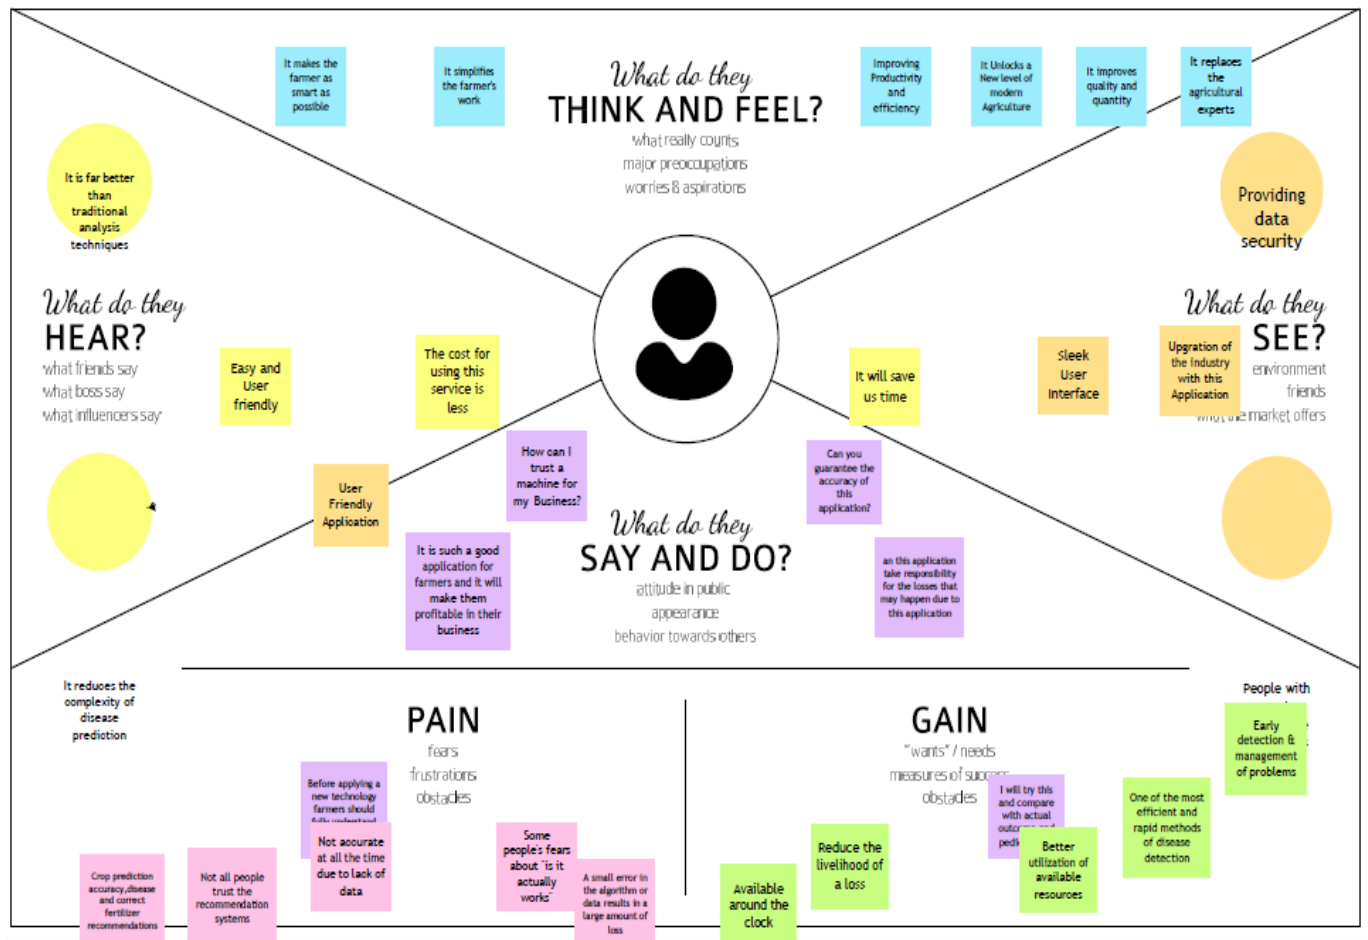 It makes the
farmer as
smart as
possible
It simplifies
the farmer's
work
What do they
THINK AND FEEL?
what really counts
major preoccupations
worries & aspirations
Improving
Productivity
and
efficiency
It Unlocks a
New level of
modern
Agriculture
It improves
quality and
quantity
It replaces
the
agricultural
experts
It is far better
than
traditional
analysis
techniques
Providing
data
security
What do they
HEAR?
what friends say
what boss say
what influencers say
Easy and
User
friendly
The cost for
using this
service is
less
It will save
us time
Sleek
User
Interface
Upgration of
the industry
with this
Application
What do they
SEE?
environment
friends
what the market offers
User
Friendly
Application
How can I
trust a
machine for
my Business?
It is such a good
application for
farmers and it will
make them
profitable in their
business
What do they
SAY AND DO?
attitude in public
appearance
behavior towards others
Can you
guarantee the
accuracy of
this
application?
an this application
take responsibility
for the losses that
may happen due to
this application
It reduces the
complexity of
disease
prediction
People with
PAIN
fears
frustrations
obstacles
Before applying a
new technology
farmers should
fully understand
Not accurate
at all the time
due to lack of
data
Crop prediction
accuracy,disease
and correct
fertilizer
recommendations
Not all people
trust the
recommendation
systems
Some
people's fears
about "is it
actually
works"
A small error in
the algorithm or
data results in a
large amount of
loss
GAIN
"wants" / needs
measures of success
obstacles
I will try this
and compare
with actual
outcome and
Better
utilization of
available
resources
Available
around the
clock
Reduce the
livelihood of
a loss
One of the most
efficient and
rapid methods
of disease
detection
Early
detection &
management
of problems